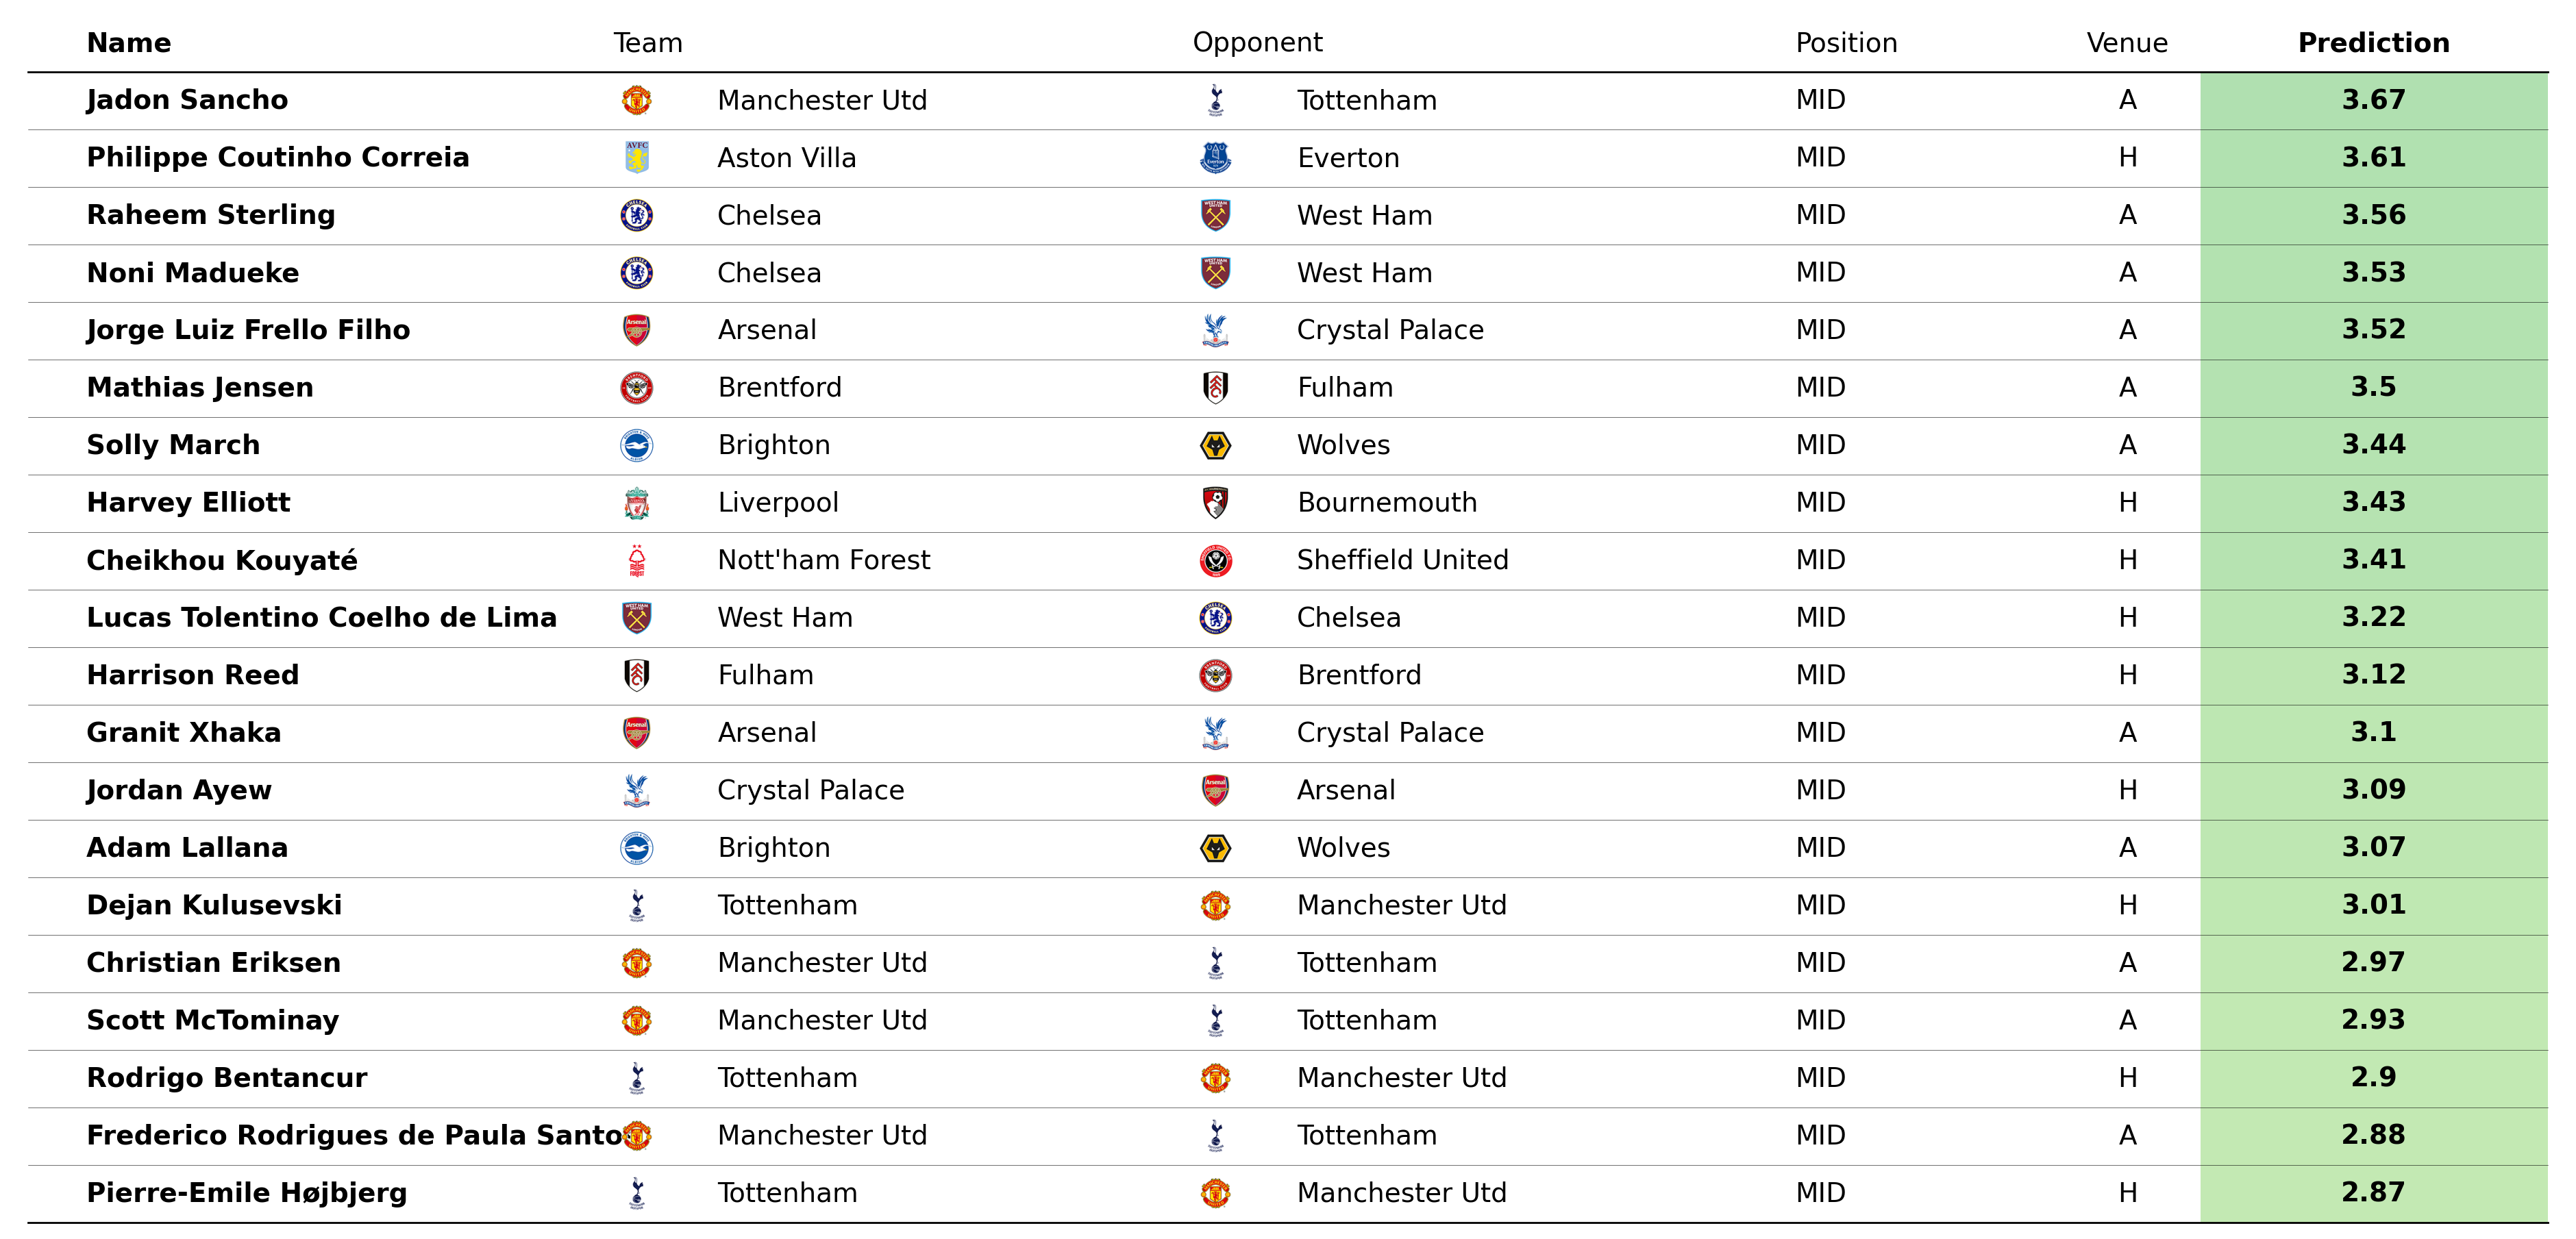 Name Team Opponent Position Venue Prediction
Jadon Sancho Manchester Utd Tottenham MID A 3.67
Philippe Coutinho Correia Aston Villa Everton MID H 3.61
Raheem Sterling Chelsea West Ham MID A 3.56
Noni Madueke Chelsea West Ham MID A 3.53
Jorge Luiz Frello Filho Arsenal Crystal Palace MID A 3.52
Mathias Jensen Brentford Fulham MID A 3.5
Solly March Brighton Wolves MID A 3.44
Harvey Elliott Liverpool Bournemouth MID H 3.43
Cheikhou Kouyaté Nott'ham Forest Sheffield United MID H 3.41
Lucas Tolentino Coelho de Lima West Ham Chelsea MID H 3.22
Harrison Reed Fulham Brentford MID H 3.12
Granit Xhaka Arsenal Crystal Palace MID A 3.1
Jordan Ayew Crystal Palace Arsenal MID H 3.09
Adam Lallana Brighton Wolves MID A 3.07
Dejan Kulusevski Tottenham Manchester Utd MID H 3.01
Christian Eriksen Manchester Utd Tottenham MID A 2.97
Scott McTominay Manchester Utd Tottenham MID A 2.93
Rodrigo Bentancur Tottenham Manchester Utd MID H 2.9
Frederico Rodrigues de Paula Santo Manchester Utd Tottenham MID A 2.88
Pierre-Emile Højbjerg Tottenham Manchester Utd MID H 2.87